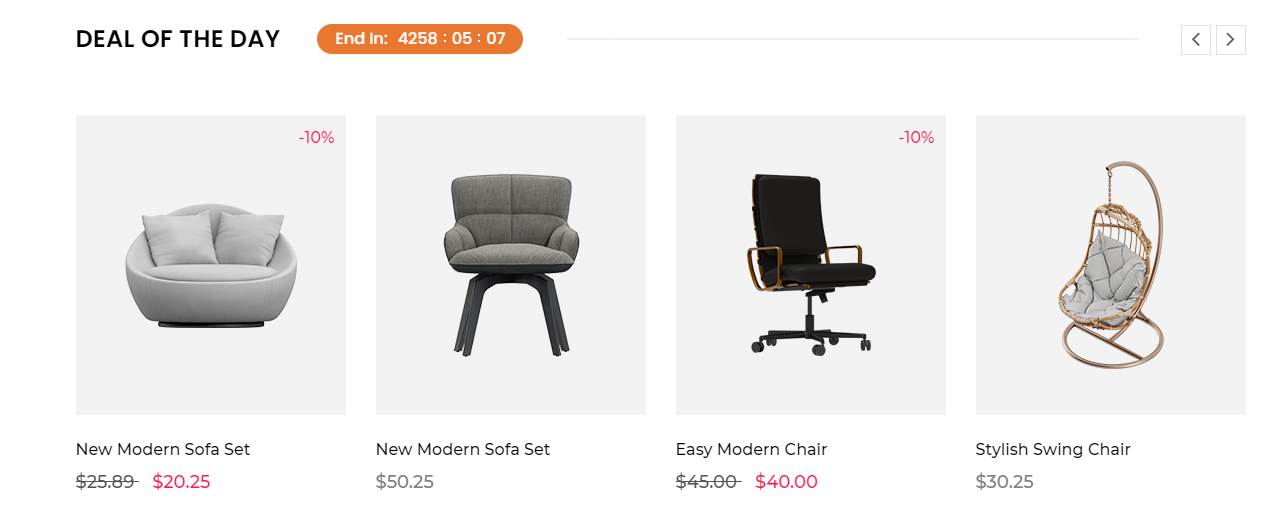 DEAL OF THE DAY End In: 4258 : 05 : 07
-10% -10%
New Modern Sofa Set New Modern Sofa Set Easy Modern Chair Stylish Swing Chair
$25.89 $20.25 $50.25 $45.00 $40.00 $30.25